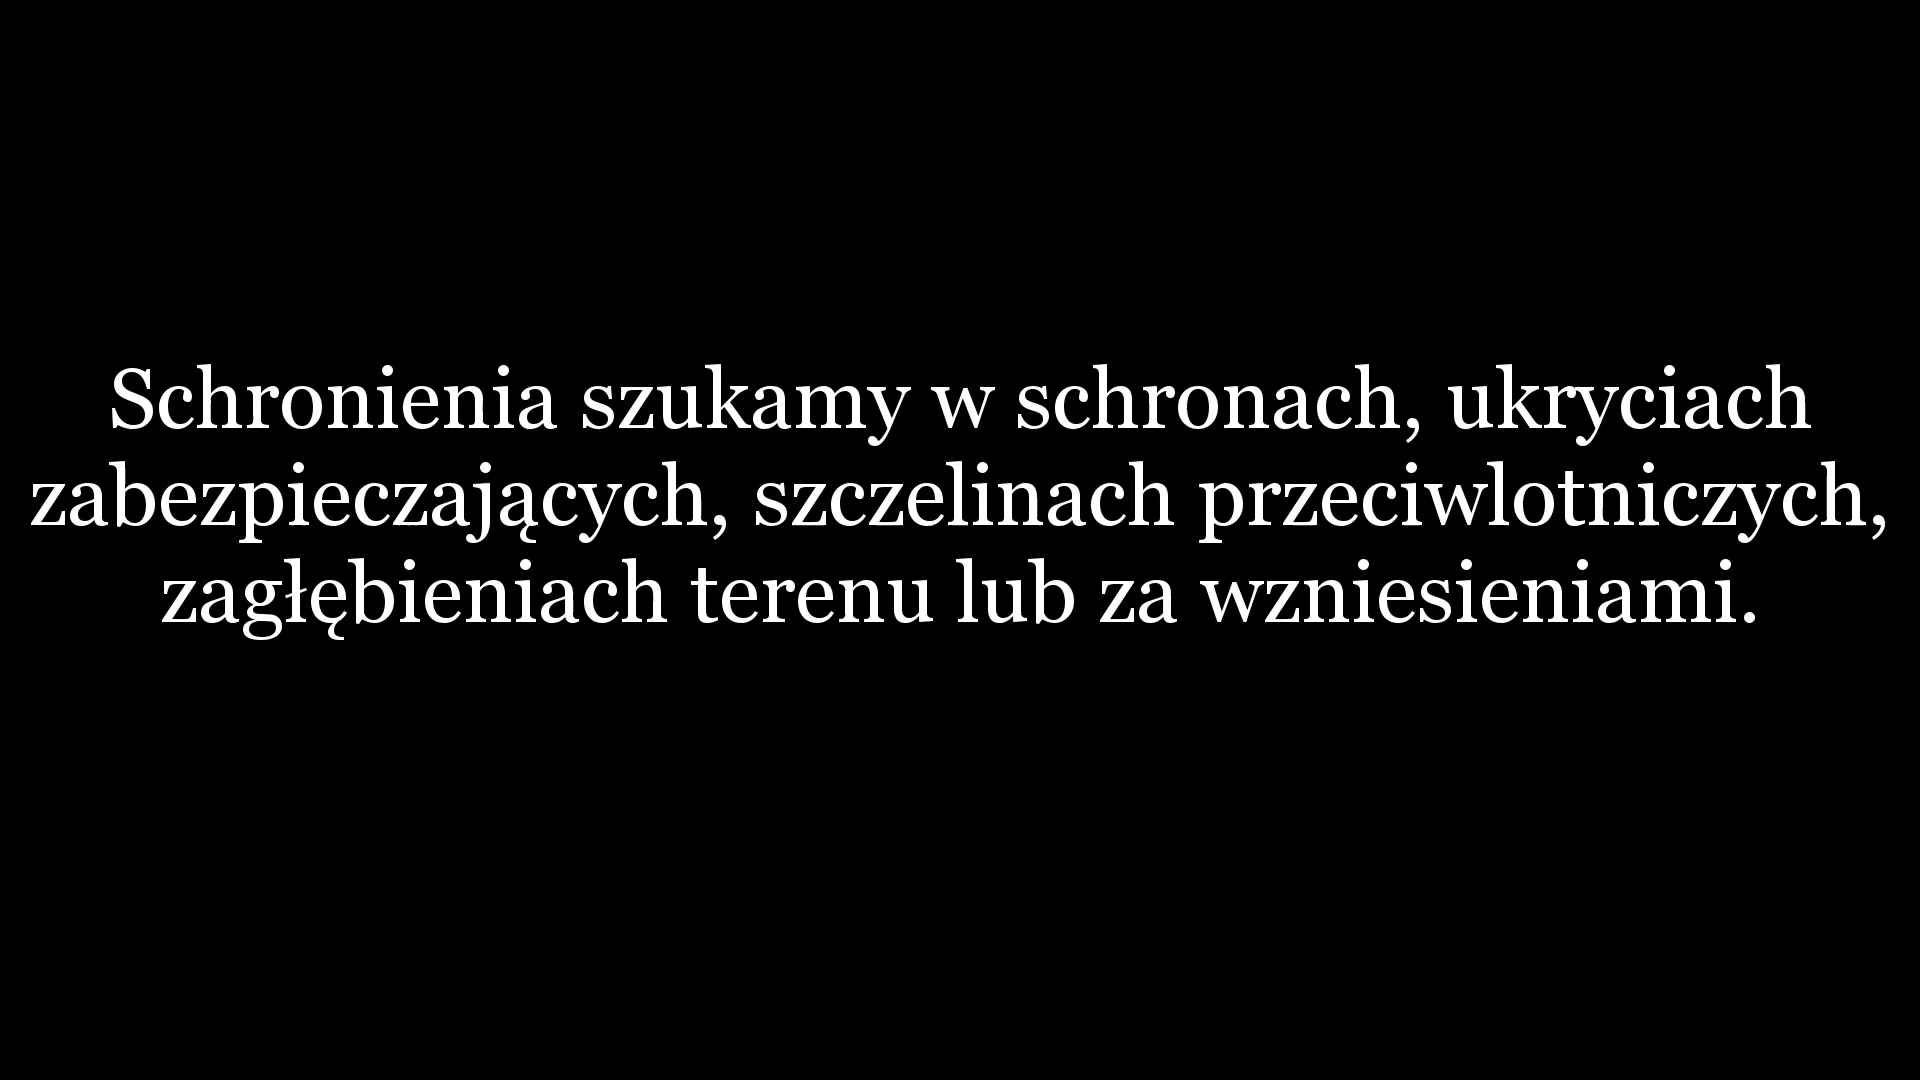 Schronienia szukamy w schronach, ukryciach
zabezpieczających, szczelinach przeciwlotniczych,
zagłębieniach terenu lub za wzniesieniami.